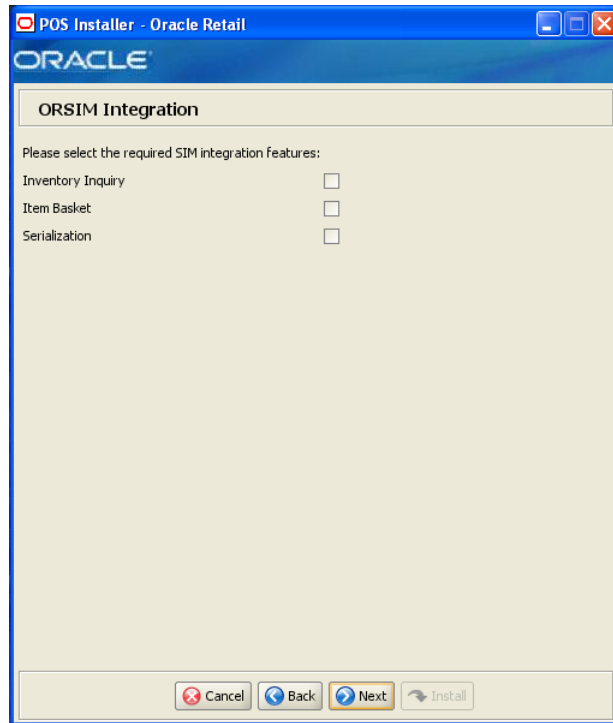 POS Installer - Oracle Retail
ORACLE
ORSIM Integration
Please select the required SIM integration features:
Inventory Inquiry
Item Basket
Serialization
Cancel Back Next Install